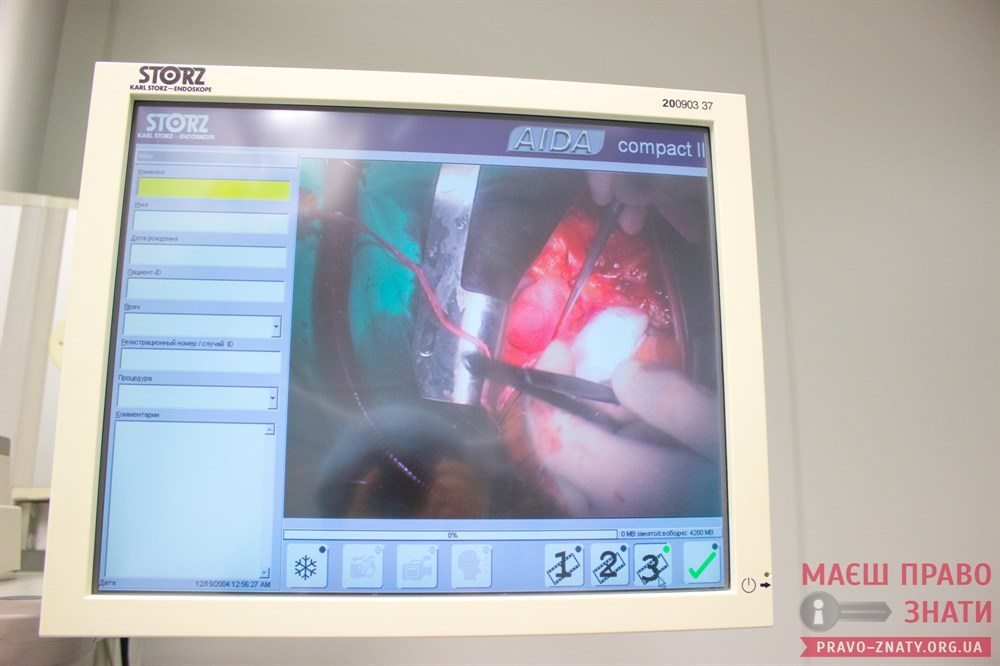 STORZ
KARL STORZ—ENDOSKOPE
200903 37
STORZ
KARL STORZ—ENDOSKOPE
AIDA compact II
Aida
Фамилия
Имя
Дата рождения
Пациент-ID
Врач
Регистрационный номер / случай ID
Процедура
Комментарии
0%
0 MB занято/свободно: 4280 MB
1
2
3
Дата
12/19/2004 12:56:27 AM
МАЄШ ПРАВО
ЗНАТИ
PRAVO-ZNATY.ORG.UA